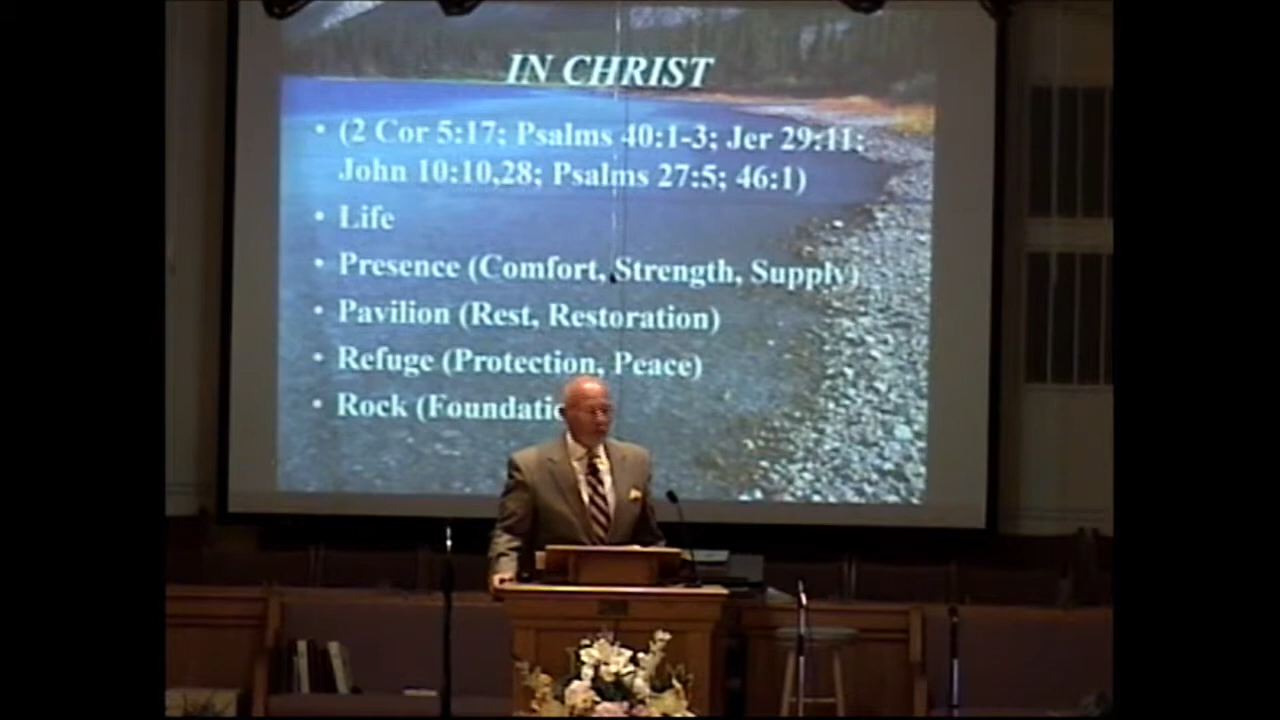 IN CHRIST
• (2 Cor 5:17; Psalms 40:1-3; Jer 29:11;
John 10:10,28; Psalms 27:5; 46:1)
• Life
• Presence (Comfort, Strength, Supply)
• Pavilion (Rest, Restoration)
• Refuge (Protection, Peace)
• Rock (Foundatio